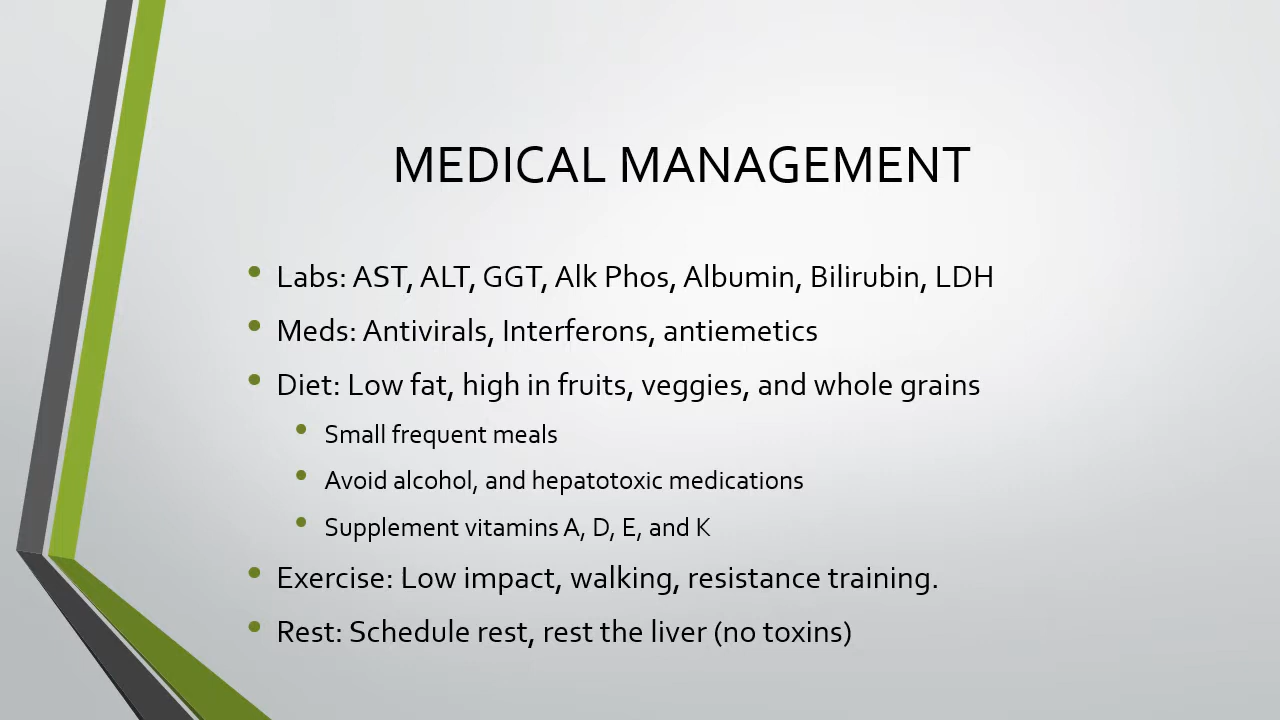 MEDICAL MANAGEMENT
• Labs: AST, ALT, GGT, Alk Phos, Albumin, Bilirubin, LDH
• Meds: Antivirals, Interferons, antiemetics
• Diet: Low fat, high in fruits, veggies, and whole grains
• Small frequent meals
• Avoid alcohol, and hepatotoxic medications
• Supplement vitamins A, D, E, and K
• Exercise: Low impact, walking, resistance training.
• Rest: Schedule rest, rest the liver (no toxins)